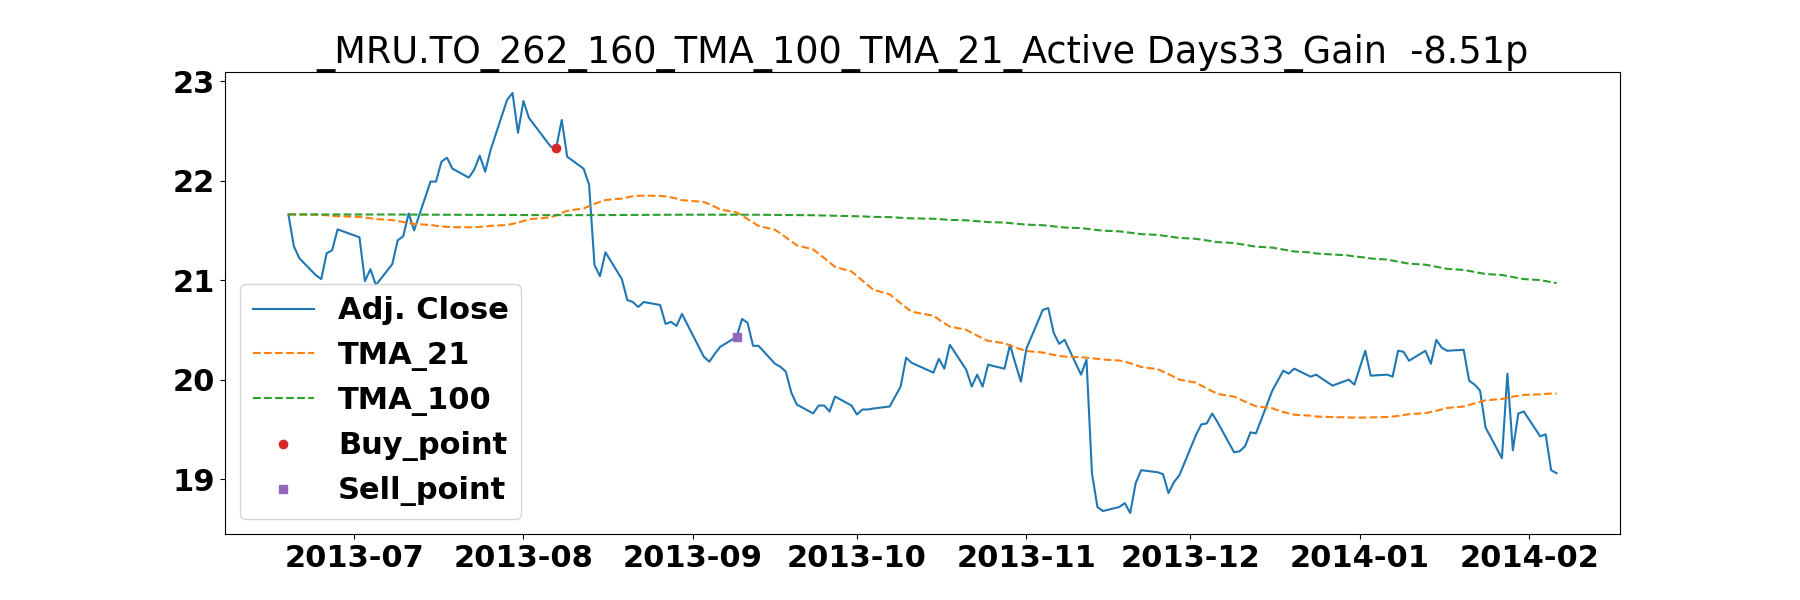 _MRU.TO_262_160_TMA_100_TMA_21_Active Days33_Gain  -8.51p
23
22
21
20
19
Adj. Close
TMA_21
TMA_100
Buy_point
Sell_point
2013-07 2013-08 2013-09 2013-10 2013-11 2013-12 2014-01 2014-02